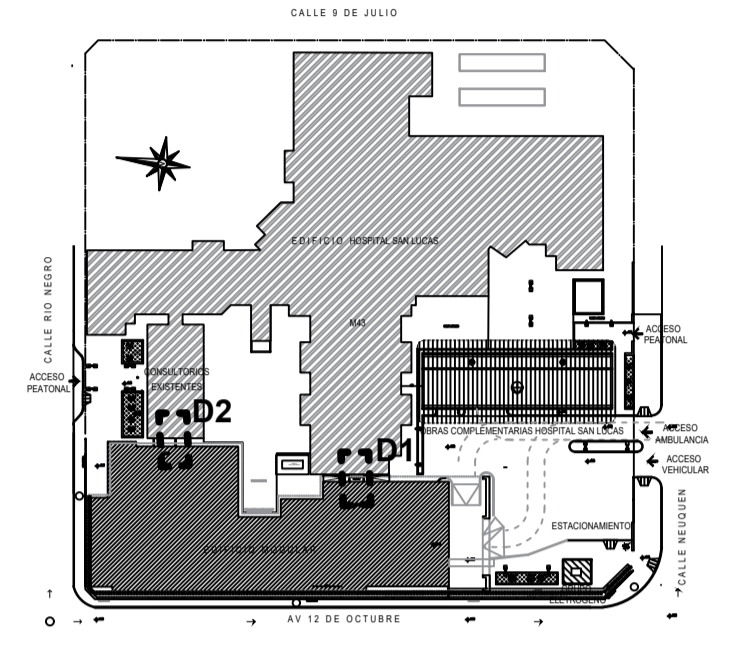 CALLE 9 DE JULIO
EDIFICIO HOSPITAL SAN LUCAS
CALLE RIO NEGRO
M43
ACCESO
PEATONAL
ACCESO
PEATONAL
CONSULTORIOS
EXISTENTES
D2
D1
OBRAS COMPLEMENTARIAS HOSPITAL SAN LUCAS
ACCESO
AMBULANCIA
ACCESO
VEHICULAR
ESTACIONAMIENTO
EDIFICIO MODULAR
CALLE NEUQUEN
ELETROGENO
AV 12 DE OCTUBRE